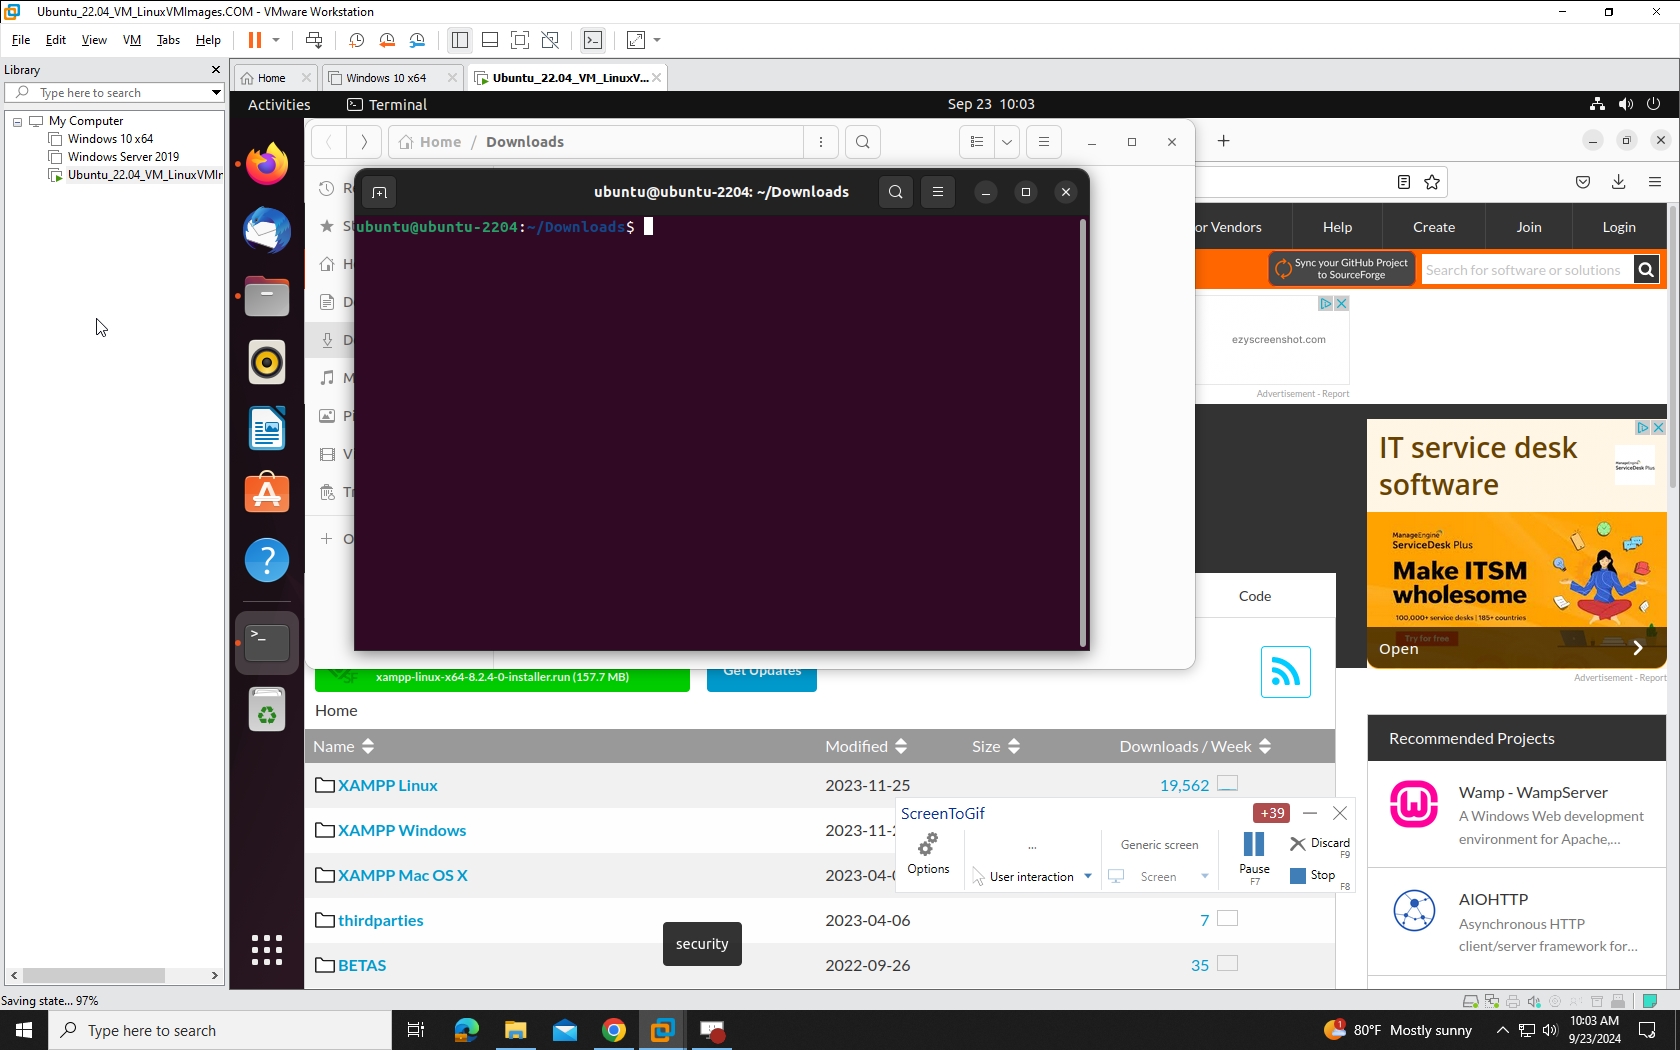 Ubuntu_22.04_VM_LinuxVMImages.COM - VMware Workstation
File Edit View VM Tabs Help
Library
Type here to search
My Computer
Windows 10 x64
Windows Server 2019
Ubuntu_22.04_VM_LinuxVMIr
Home
Windows 10 x64
Ubuntu_22.04_VM_LinuxV...
Activities
Terminal
Sep 23 10:03
Home / Downloads
ubuntu@ubuntu-2204: ~/Downloads
ubuntu@ubuntu-2204:~/Downloads$
or Vendors
Help
Create
Join
Login
Sync your GitHub Project
to SourceForge
Search for software or solutions
ezyscreenshot.com
Advertisement - Report
IT service desk
software
ManageEngine
ServiceDesk Plus
ManageEngine
ServiceDesk Plus
Make ITSM
wholesome
100,000+ service desks | 185+ countries
Try for free
Open
Advertisement - Report
Code
xampp-linux-x64-8.2.4-0-installer.run (157.7 MB)
Get Updates
Home
Name Modified Size Downloads / Week
XAMPP Linux 2023-11-25 19,562
XAMPP Windows 2023-11-2
XAMPP Mac OS X 2023-04-0
thirdparties 2023-04-06 7
BETAS 2022-09-26 35
security
ScreenToGif
+39
Options
...
User interaction
Generic screen
Screen
Pause
F7
Discard
F9
Stop
F8
Recommended Projects
Wamp - WampServer
A Windows Web development
environment for Apache,...
AIOHTTP
Asynchronous HTTP
client/server framework for...
Saving state... 97%
Type here to search
80°F Mostly sunny
10:03 AM
9/23/2024